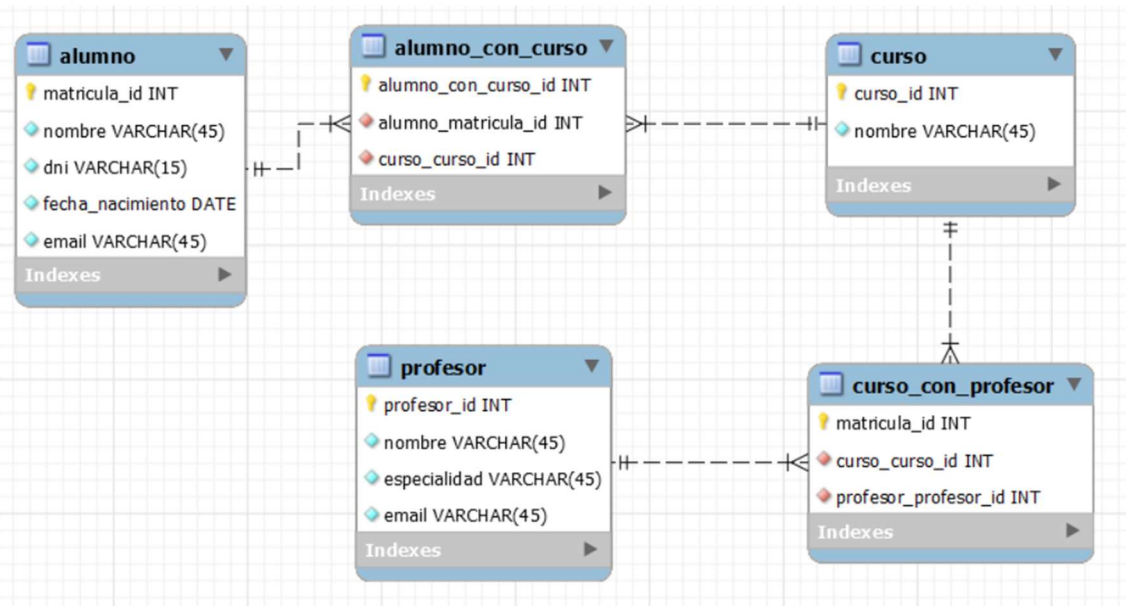 alumno
matricula_id INT
nombre VARCHAR(45)
dni VARCHAR(15)
fecha_nacimiento DATE
email VARCHAR(45)
Indexes
alumno_con_curso
alumno_con_curso_id INT
alumno_matricula_id INT
curso_curso_id INT
Indexes
curso
curso_id INT
nombre VARCHAR(45)
Indexes
profesor
profesor_id INT
nombre VARCHAR(45)
especialidad VARCHAR(45)
email VARCHAR(45)
Indexes
curso_con_profesor
matricula_id INT
curso_curso_id INT
profesor_profesor_id INT
Indexes